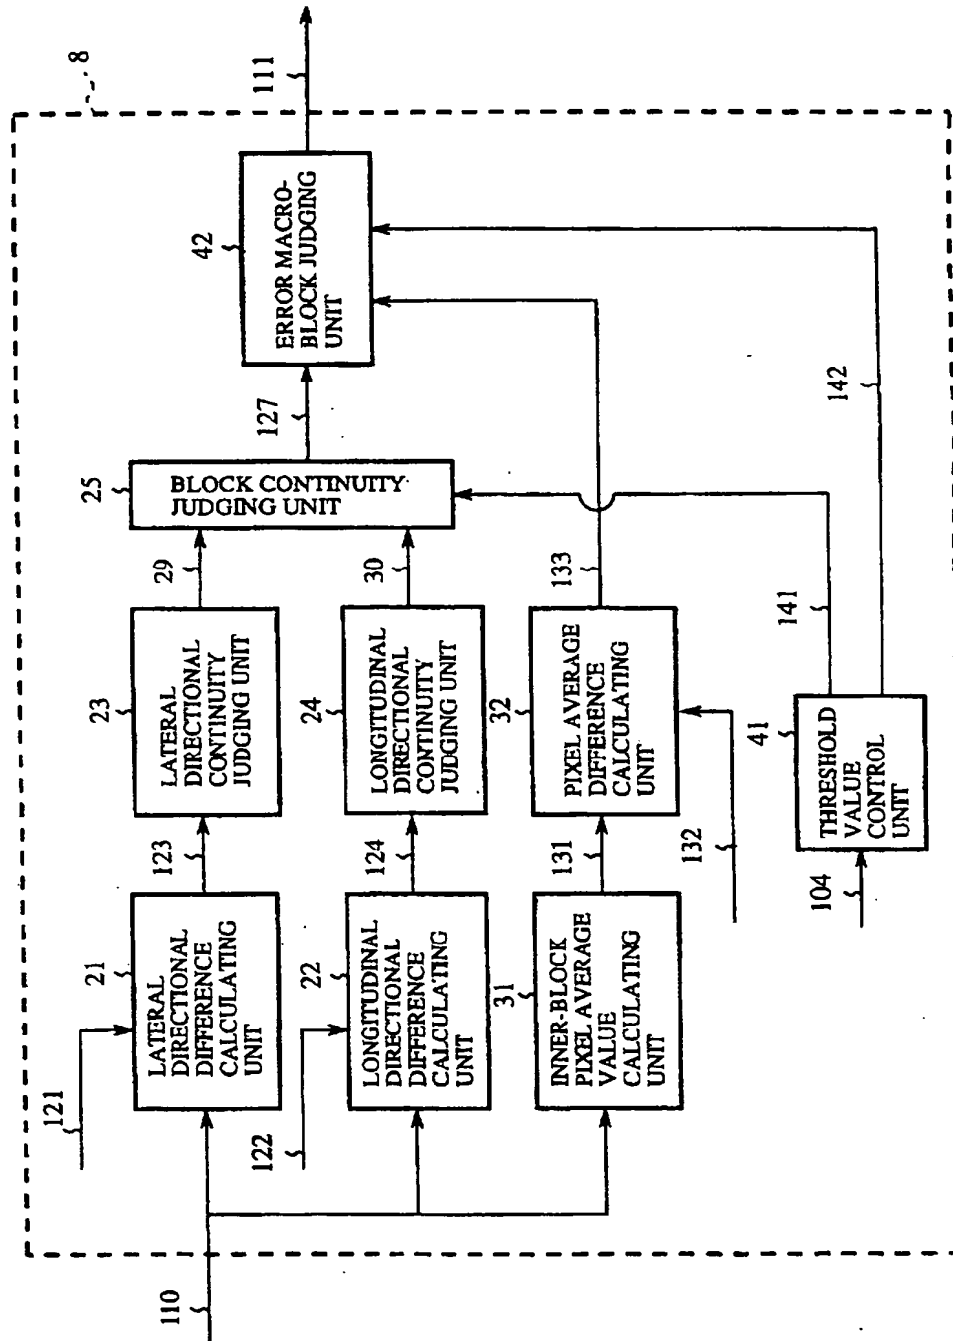 110
121
21
LATERAL
DIRECTIONAL
DIFFERENCE
CALCULATING
UNIT
123
23
LATERAL
DIRECTIONAL
CONTINUITY
JUDGING UNIT
29
122
22
LONGITUDINAL
DIRECTIONAL
DIFFERENCE
CALCULATING
UNIT
124
24
LONGITUDINAL
DIRECTIONAL
CONTINUITY
JUDGING UNIT
30
25
BLOCK CONTINUITY
JUDGING UNIT
127
42
ERROR MACRO-
BLOCK JUDGING
UNIT
111
8
31
INNER-BLOCK
PIXEL AVERAGE
VALUE
CALCULATING
UNIT
131
32
PIXEL AVERAGE
DIFFERENCE
CALCULATING
UNIT
133
132
104
41
THRESHOLD
VALUE
CONTROL
UNIT
141
142